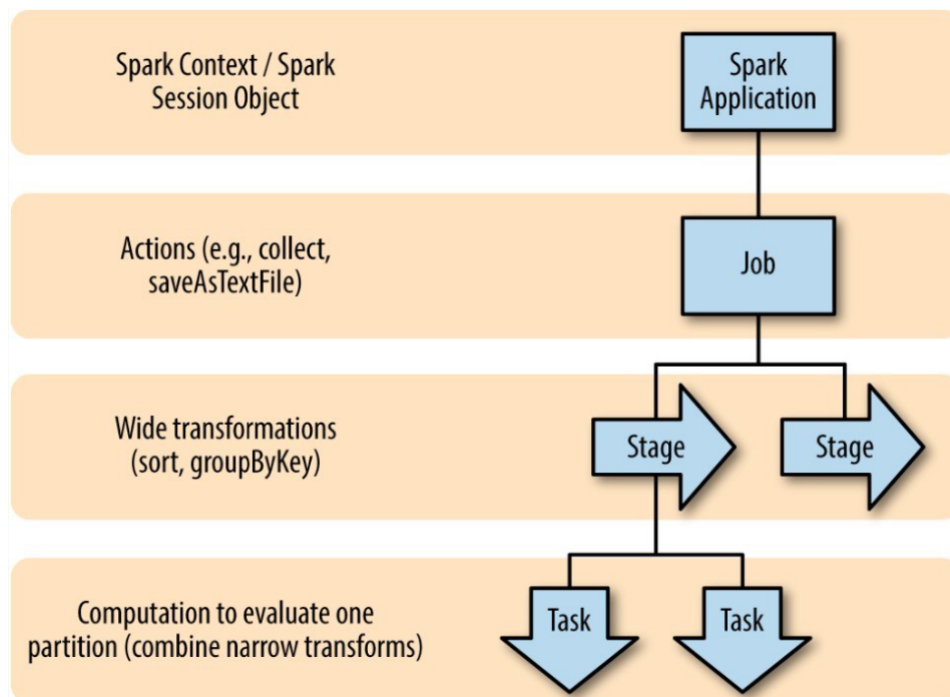 Spark Context / Spark
Session Object
Spark
Application
Actions (e.g., collect,
saveAsTextFile)
Job
Wide transformations
(sort, groupByKey)
Stage
Stage
Computation to evaluate one
partition (combine narrow transforms)
Task
Task